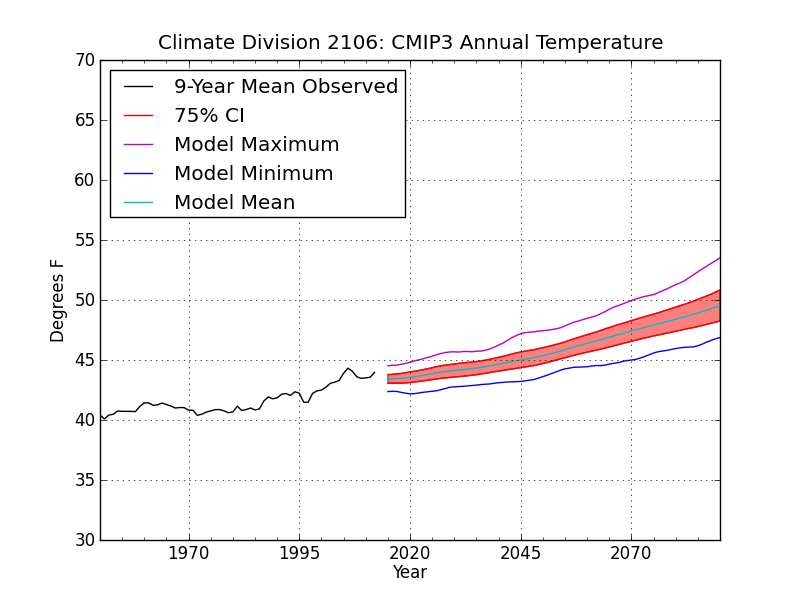 Climate Division 2106: CMIP3 Annual Temperature
70
65
60
55
50
45
40
35
30
Degrees F
9-Year Mean Observed
75% CI
Model Maximum
Model Minimum
Model Mean
1970 1995 2020 2045 2070
Year